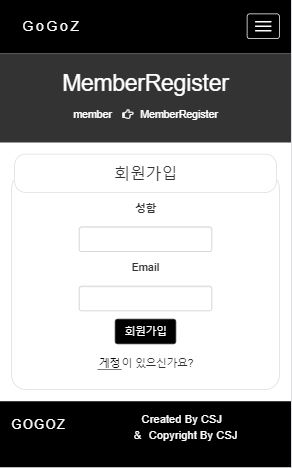 GoGoZ
MemberRegister
member MemberRegister
회원가입
성함
Email
회원가입
계정이 있으신가요?
GOGOZ
Created By CSJ
& Copyright By CSJ